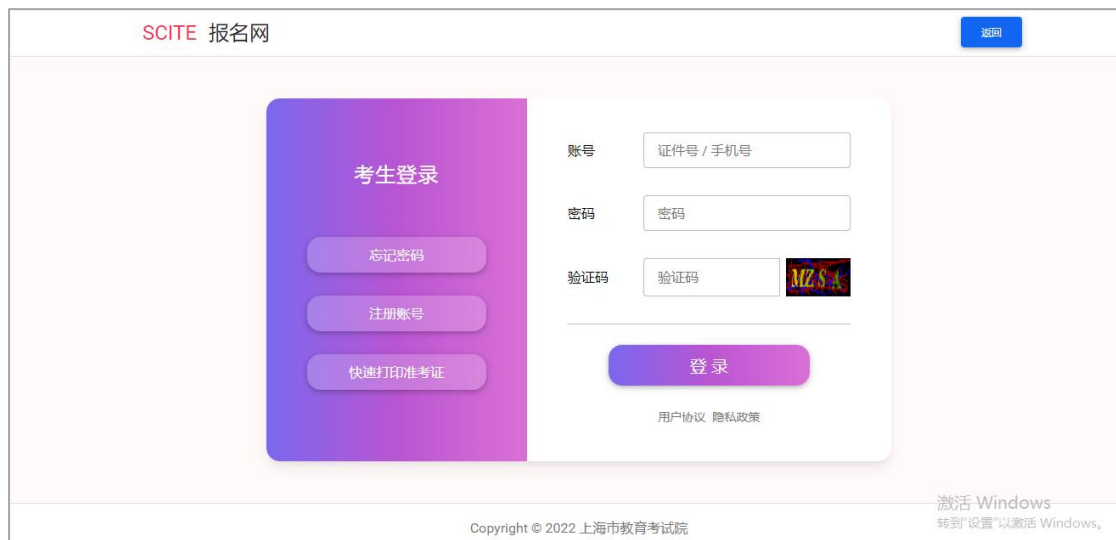 SCITE 报名网
返回
考生登录
忘记密码
注册账号
快速打印准考证
账号
证件号 / 手机号
密码
密码
验证码
验证码
MZSA
登 录
用户协议 隐私政策
Copyright © 2022 上海市教育考试院
激活 Windows
转到"设置"以激活 Windows。